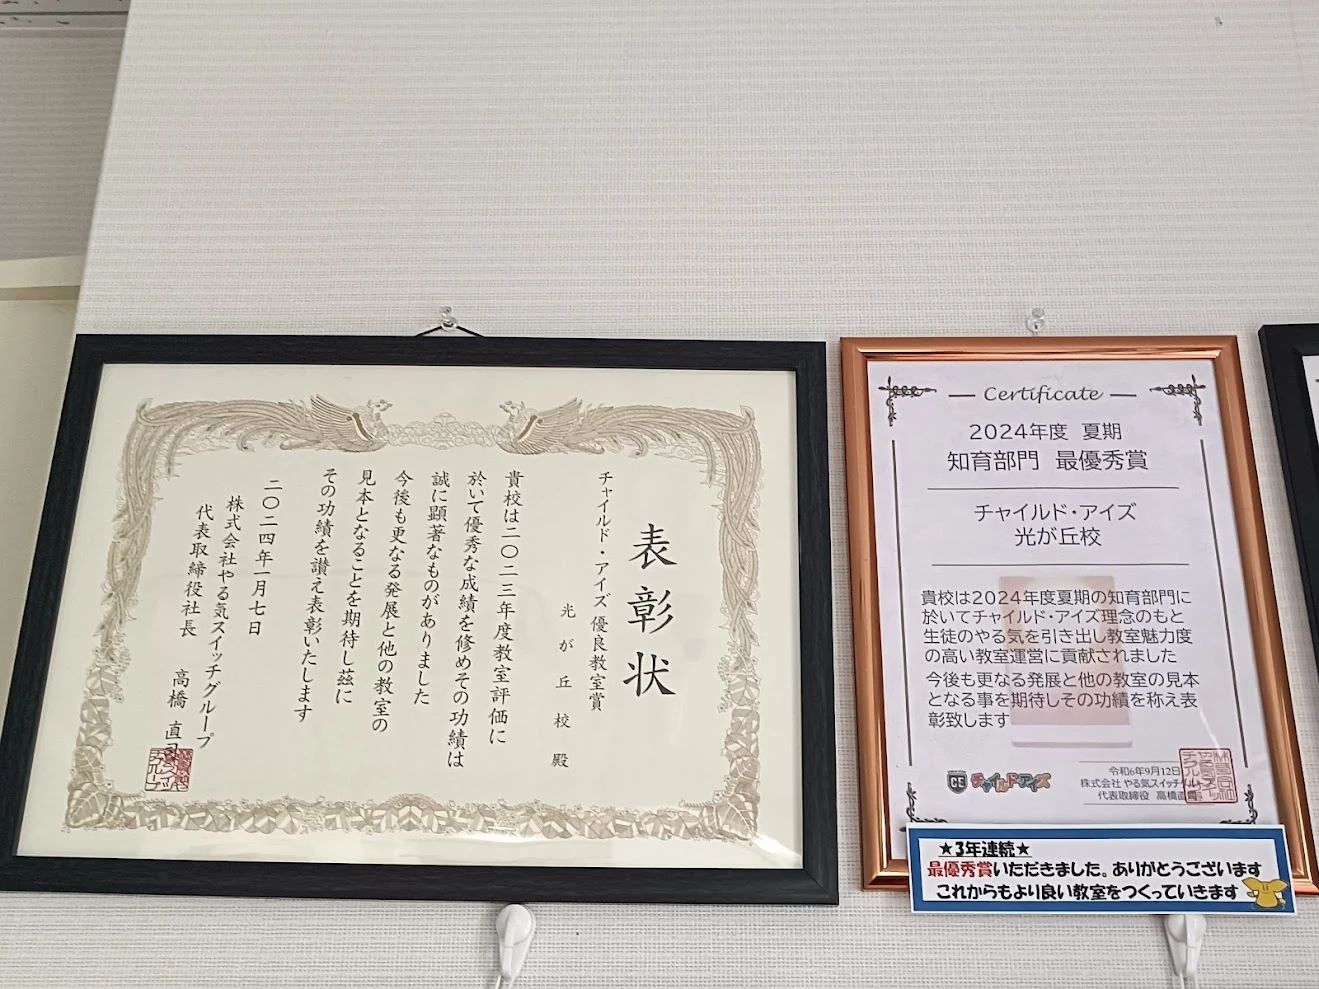 表彰状
チャイルド・アイズ 優良教室賞
光が丘校 殿
貴校は二〇二三年度教室評価に
於いて優秀な成績を修めその功績は
誠に顕著なものがありました
今後も更なる発展と他の教室の
見本となることを期待し茲に
その功績を讃え表彰いたします
二〇二四年一月七日
株式会社やる気スイッチグループ
代表取締役社長 高橋 直司
Certificate
2024年度 夏期
知育部門 最優秀賞
チャイルド・アイズ
光が丘校
貴校は2024年度夏期の知育部門に
於いてチャイルド・アイズ理念のもと
生徒のやる気を引き出し教室魅力度
の高い教室運営に貢献されました
今後も更なる発展と他の教室の見本
となる事を期待しその功績を称え表
彰致します
CE チャイルド・アイズ
令和6年9月12日
株式会社 やる気スイッチ
代表取締役 高橋直
★3年連続★
最優秀賞いただきました。ありがとうございます
これからもより良い教室をつくっていきます